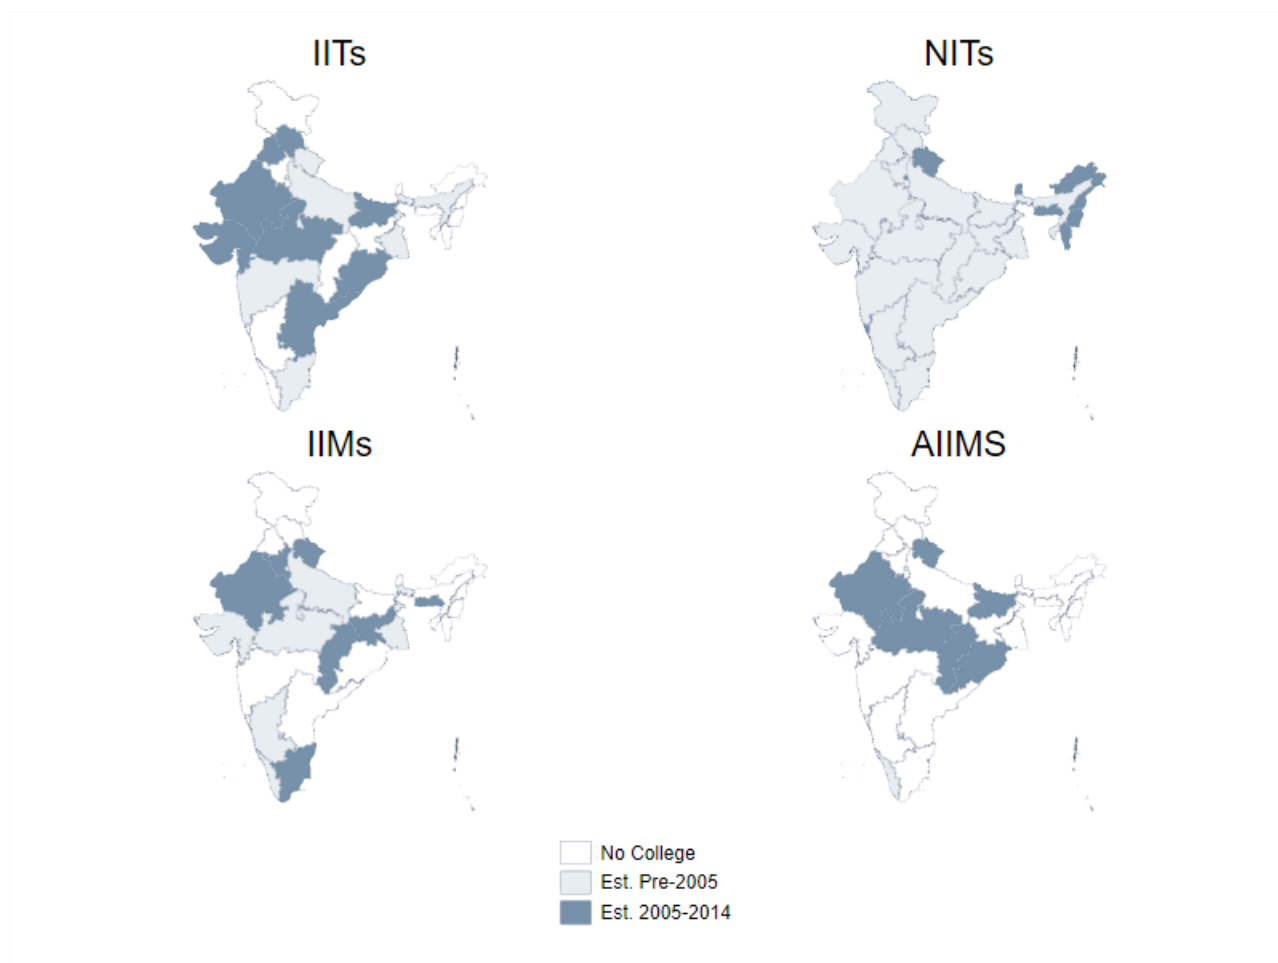 IITs
NITs
IIMs
AIIMS
No College
Est. Pre-2005
Est. 2005-2014